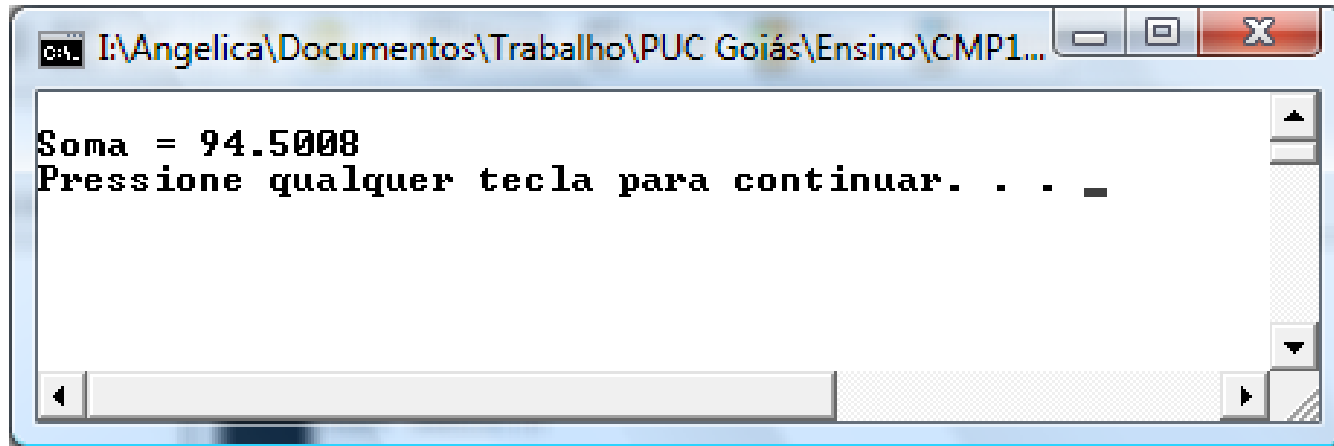 I:\Angelica\Documentos\Trabalho\PUC Goiás\Ensino\CMP1...
Soma = 94.5008
Pressione qualquer tecla para continuar. . . _